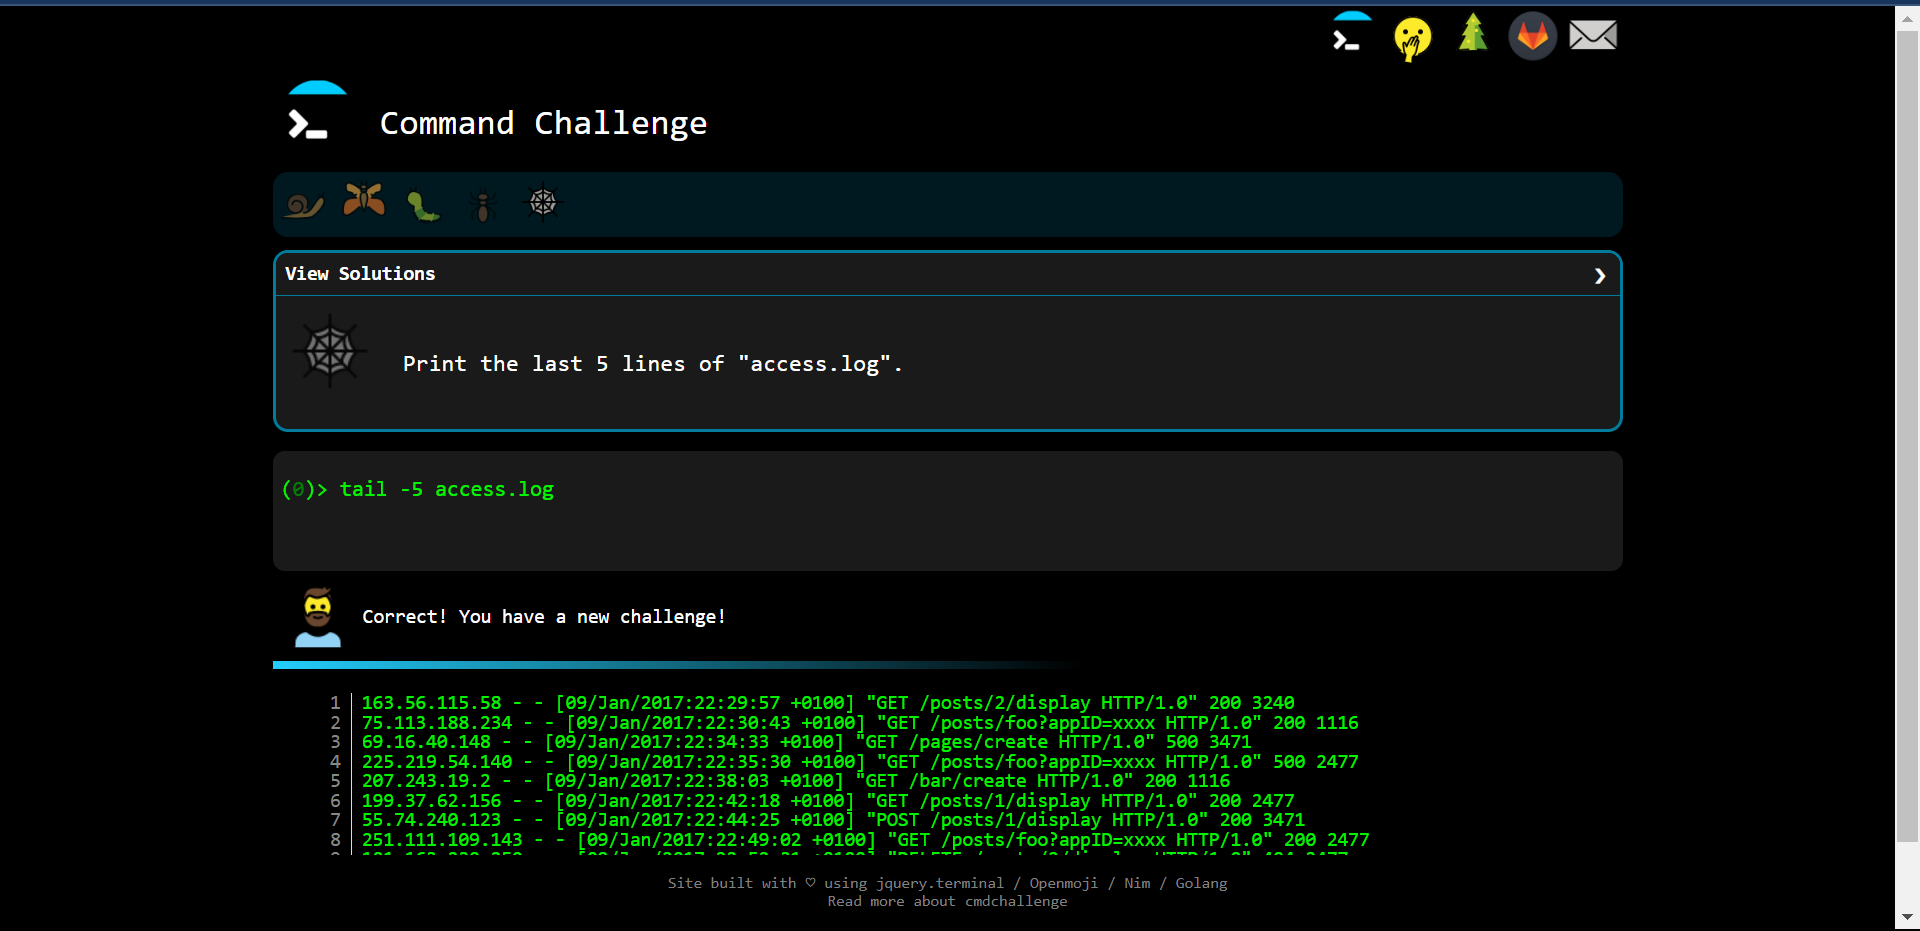 Command Challenge
View Solutions
Print the last 5 lines of "access.log".
(0)> tail -5 access.log
Correct! You have a new challenge!
1 163.56.115.58 - - [09/Jan/2017:22:29:57 +0100] "GET /posts/2/display HTTP/1.0" 200 3240
2 75.113.188.234 - - [09/Jan/2017:22:30:43 +0100] "GET /posts/foo?appID=xxxx HTTP/1.0" 200 1116
3 69.16.40.148 - - [09/Jan/2017:22:34:33 +0100] "GET /pages/create HTTP/1.0" 500 3471
4 225.219.54.140 - - [09/Jan/2017:22:35:30 +0100] "GET /posts/foo?appID=xxxx HTTP/1.0" 500 2477
5 207.243.19.2 - - [09/Jan/2017:22:38:03 +0100] "GET /bar/create HTTP/1.0" 200 1116
6 199.37.62.156 - - [09/Jan/2017:22:42:18 +0100] "GET /posts/1/display HTTP/1.0" 200 2477
7 55.74.240.123 - - [09/Jan/2017:22:44:25 +0100] "POST /posts/1/display HTTP/1.0" 200 3471
8 251.111.109.143 - - [09/Jan/2017:22:49:02 +0100] "GET /posts/foo?appID=xxxx HTTP/1.0" 200 2477
Site built with ♡ using jquery.terminal / Openmoji / Nim / Golang
Read more about cmdchallenge